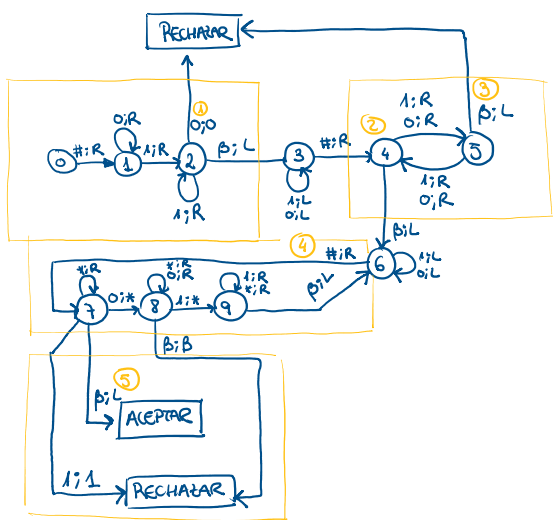 RECHAZAR
① ③
0;R 0;0 1;R β;L
② 0;R
#;R 1;R β;L #;R
0 1 2 3 4 5
1;R 1;L 1;R
0;L 0;R
④ #;R β;L
*;R *;R 1;R 6 1;L
0;R *;R β;L 0;L
7 0;* 8 1;* 9
β;β
⑤
β;L ACEPTAR
1;1 RECHAZAR